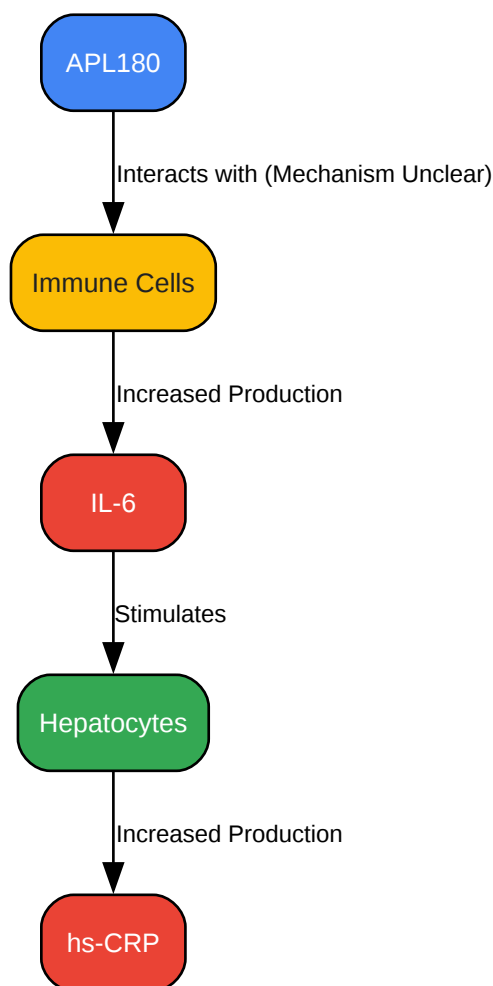 APL180
Interacts with (Mechanism Unclear)
Immune Cells
Increased Production
IL-6
Stimulates
Hepatocytes
Increased Production
hs-CRP